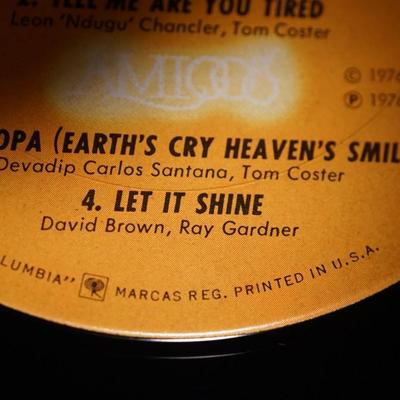 2. TELL ME ARE YOU TIRED
Leon 'Ndugu' Chancler, Tom Coster
AMIGOS
© 1976
℗ 1976
OPA (EARTH'S CRY HEAVEN'S SMIL
Devadip Carlos Santana, Tom Coster
4. LET IT SHINE
David Brown, Ray Gardner
LUMBIA" MARCAS REG. PRINTED IN U.S.A.